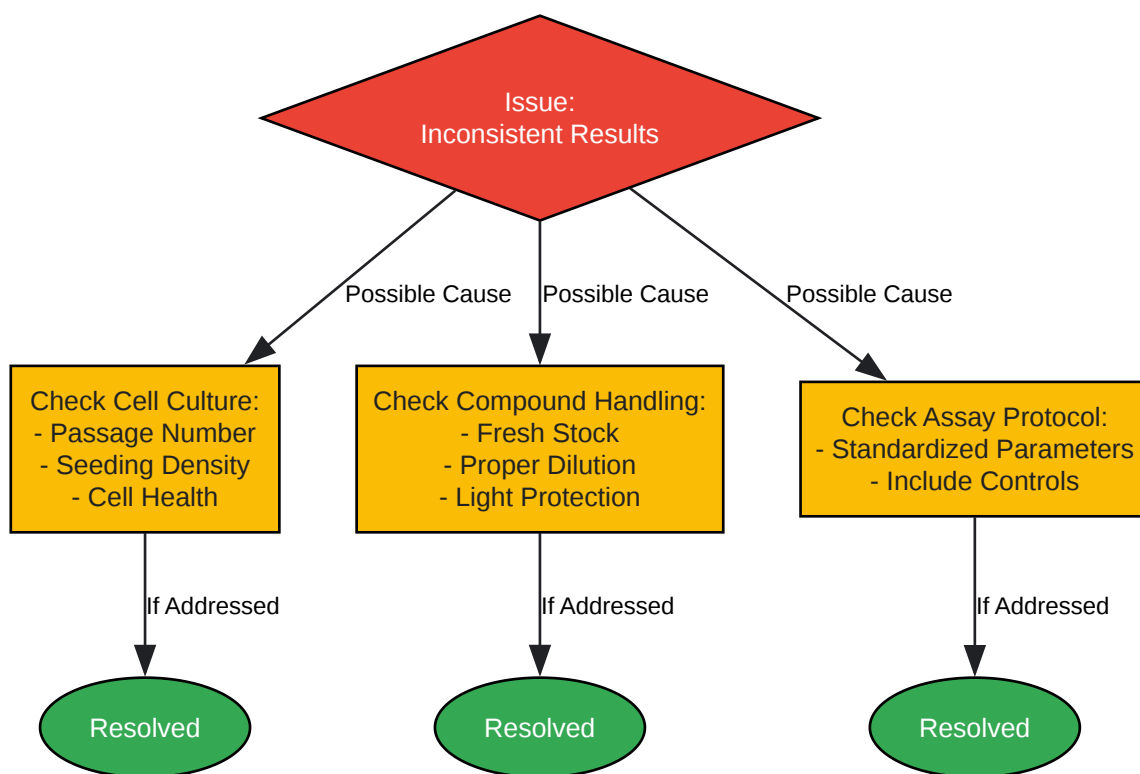 Issue:
Inconsistent Results
Possible Cause
Possible Cause
Possible Cause
Check Cell Culture:
- Passage Number
- Seeding Density
- Cell Health
Check Compound Handling:
- Fresh Stock
- Proper Dilution
- Light Protection
Check Assay Protocol:
- Standardized Parameters
- Include Controls
If Addressed
If Addressed
If Addressed
Resolved
Resolved
Resolved